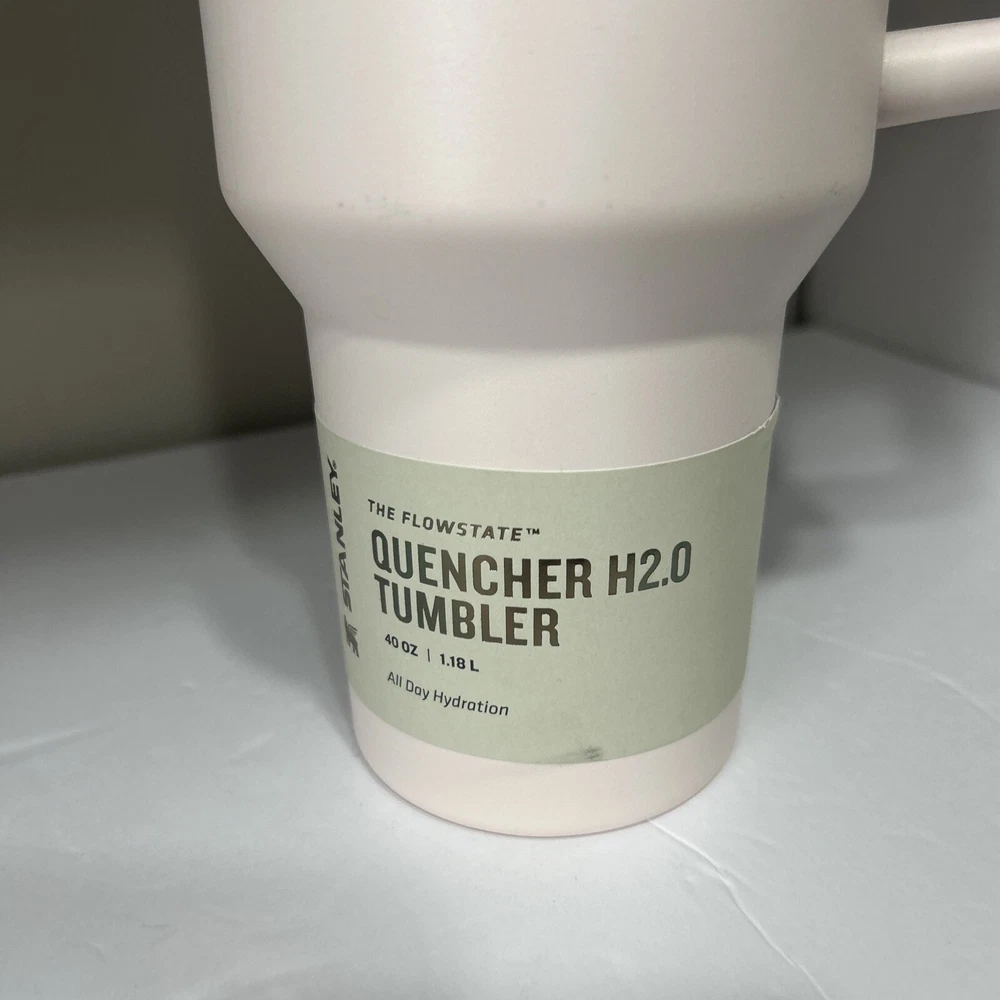 STANLEY®
THE FLOWSTATE™
QUENCHER H2.0
TUMBLER
40 OZ | 1.18 L
All Day Hydration